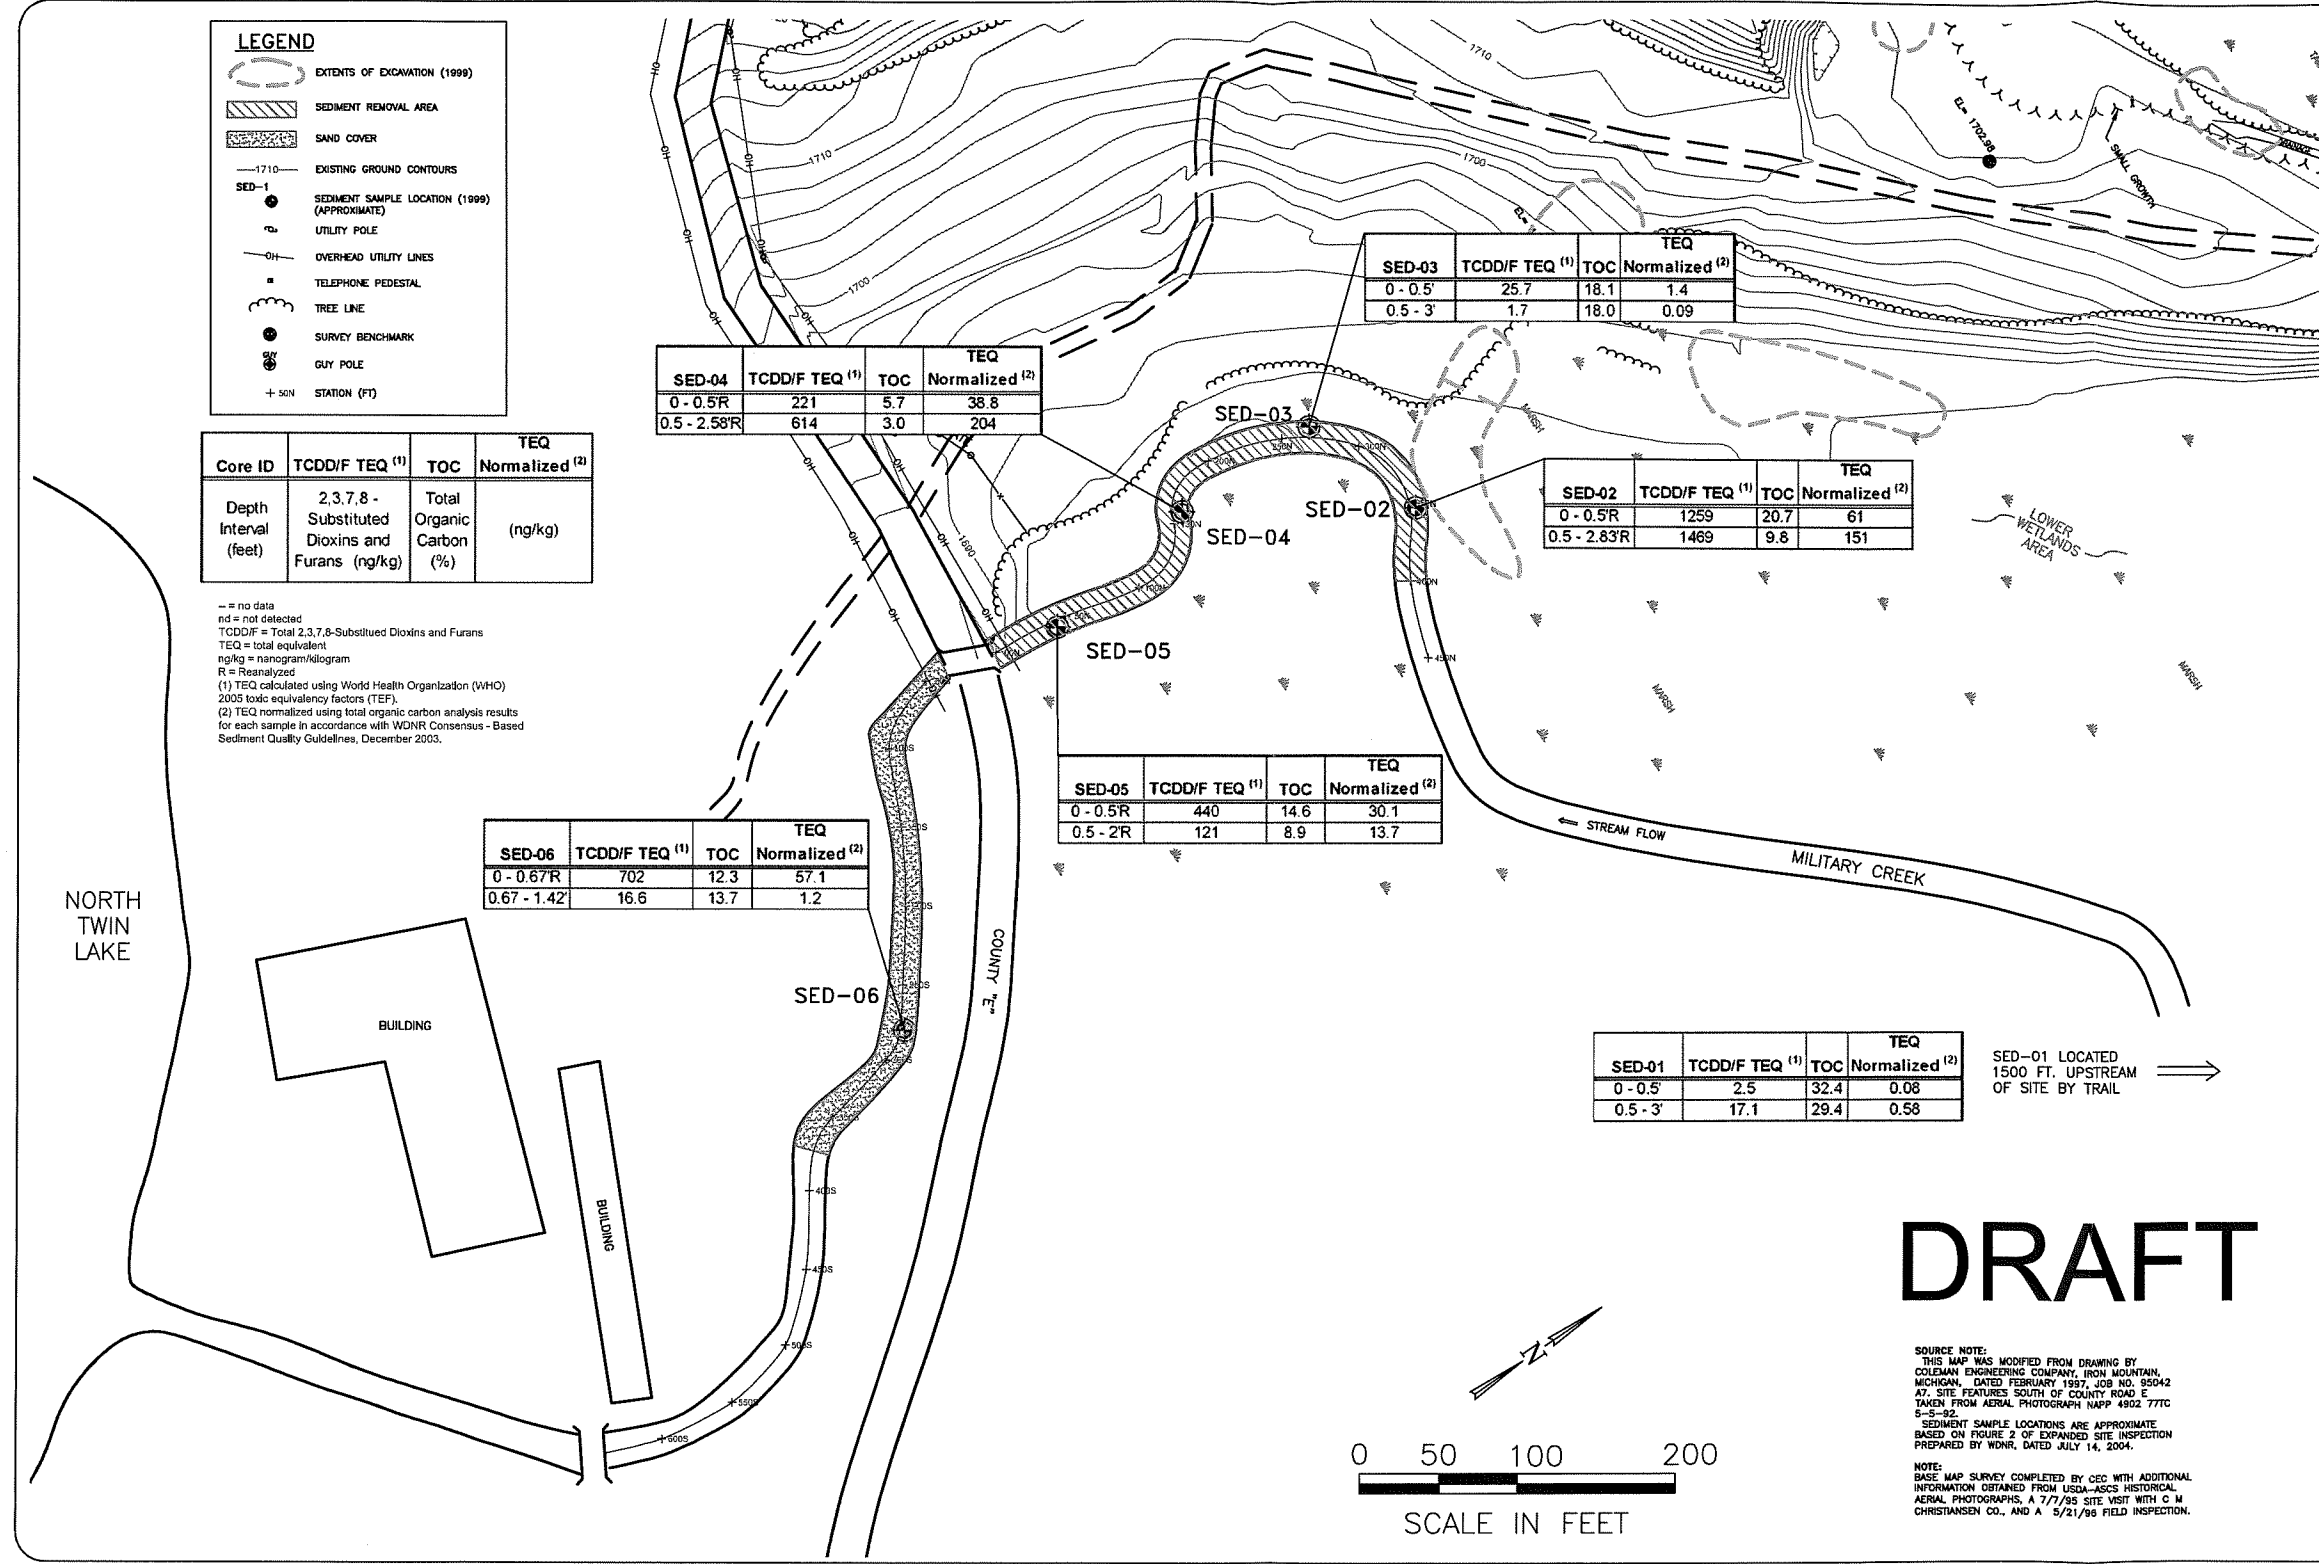 LEGEND
EXTENTS OF EXCAVATION (1999)
SEDIMENT REMOVAL AREA
SAND COVER
1710 EXISTING GROUND CONTOURS
SED-1
SEDIMENT SAMPLE LOCATION (1999)
(APPROXIMATE)
UTILITY POLE
OH OVERHEAD UTILITY LINES
TELEPHONE PEDESTAL
TREE LINE
SURVEY BENCHMARK
GUY
GUY POLE
+ 50N STATION (FT)
Core ID TCDD/F TEQ (1) TOC TEQ Normalized (2)
Depth Interval (feet)
2,3,7,8 - Substituted Dioxins and Furans (ng/kg)
Total Organic Carbon (%)
(ng/kg)
-- = no data
nd = not detected
TCDD/F = Total 2,3,7,8-Substitued Dioxins and Furans
TEQ = total equivalent
ng/kg = nanogram/kilogram
R = Reanalyzed
(1) TEQ calculated using World Health Organization (WHO)
2005 toxic equivalency factors (TEF).
(2) TEQ normalized using total organic carbon analysis results
for each sample in accordance with WDNR Consensus - Based
Sediment Quality Guidelines, December 2003.
SED-04 TCDD/F TEQ (1) TOC TEQ Normalized (2)
0 - 0.5'R 221 5.7 38.8
0.5 - 2.58'R 614 3.0 204
SED-03 TCDD/F TEQ (1) TOC TEQ Normalized (2)
0 - 0.5' 25.7 18.1 1.4
0.5 - 3' 1.7 18.0 0.09
SED-02 TCDD/F TEQ (1) TOC TEQ Normalized (2)
0 - 0.5'R 1259 20.7 61
0.5 - 2.83'R 1469 9.8 151
SED-05 TCDD/F TEQ (1) TOC TEQ Normalized (2)
0 - 0.5'R 440 14.6 30.1
0.5 - 2'R 121 8.9 13.7
SED-06 TCDD/F TEQ (1) TOC TEQ Normalized (2)
0 - 0.67'R 702 12.3 57.1
0.67 - 1.42' 16.6 13.7 1.2
SED-01 TCDD/F TEQ (1) TOC TEQ Normalized (2)
0 - 0.5' 2.5 32.4 0.08
0.5 - 3' 17.1 29.4 0.58
SED-01 LOCATED
1500 FT. UPSTREAM
OF SITE BY TRAIL
SED-03
SED-02
SED-04
SED-05
SED-06
1710
1710
1700
1700
1690
EL= 1702.98
SMALL GROWTH
MARSH
MARSH
MARSH
LOWER
WETLANDS
AREA
STREAM FLOW
MILITARY CREEK
COUNTY "E"
NORTH
TWIN
LAKE
BUILDING
BUILDING
400S
450S
500S
550S
600S
450N
N
0 50 100 200
SCALE IN FEET
DRAFT
SOURCE NOTE:
THIS MAP WAS MODIFIED FROM DRAWING BY
COLEMAN ENGINEERING COMPANY, IRON MOUNTAIN,
MICHIGAN, DATED FEBRUARY 1997, JOB NO. 95042
A7. SITE FEATURES SOUTH OF COUNTY ROAD E
TAKEN FROM AERIAL PHOTOGRAPH NAPP 4902 77TC
5-5-92.
SEDIMENT SAMPLE LOCATIONS ARE APPROXIMATE
BASED ON FIGURE 2 OF EXPANDED SITE INSPECTION
PREPARED BY WDNR, DATED JULY 14, 2004.
NOTE:
BASE MAP SURVEY COMPLETED BY CEC WITH ADDITIONAL
INFORMATION OBTAINED FROM USDA-ASCS HISTORICAL
AERIAL PHOTOGRAPHS, A 7/7/95 SITE VISIT WITH C M
CHRISTIANSEN CO., AND A 5/21/96 FIELD INSPECTION.